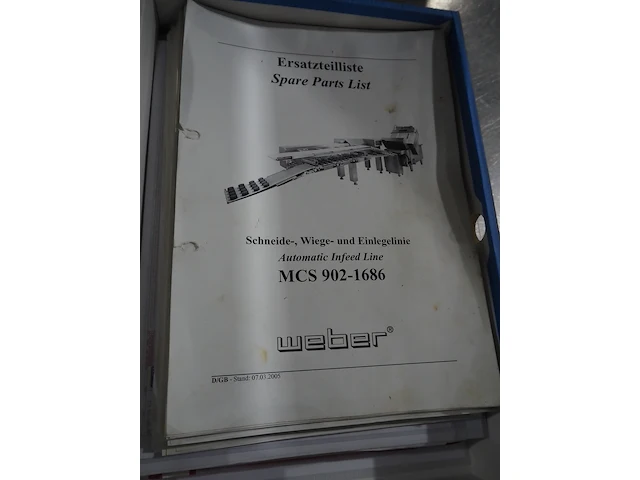 Ersatzteilliste
Spare Parts List
Schneide-, Wiege- und Einlegelinie
Automatic Infeed Line
MCS 902-1686
weber®
D/GB - Stand: 07.03.2005